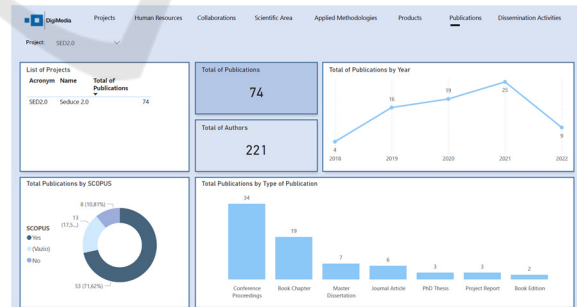 DigiMedia
Projects
Human Resources
Collaborations
Scientific Area
Applied Methodologies
Products
Publications
Dissemination Activities
Project:
SED2.0
List of Projects
Acronym Name Total of
Publications
SED2.0 Seduce 2.0 74
Total of Publications
74
Total of Authors
221
Total of Publications by Year
4
16
19
25
9
2018
2019
2020
2021
2022
Total Publications by SCOPUS
SCOPUS
Yes
(Vazio)
No
8 (10,81%)
13
(17,5...)
53 (71,62%)
Total Publications by Type of Publication
34
19
7
6
3
3
2
Conference
Proceedings
Book Chapter
Master
Dissertation
Journal Article
PhD Thesis
Project Report
Book Edition